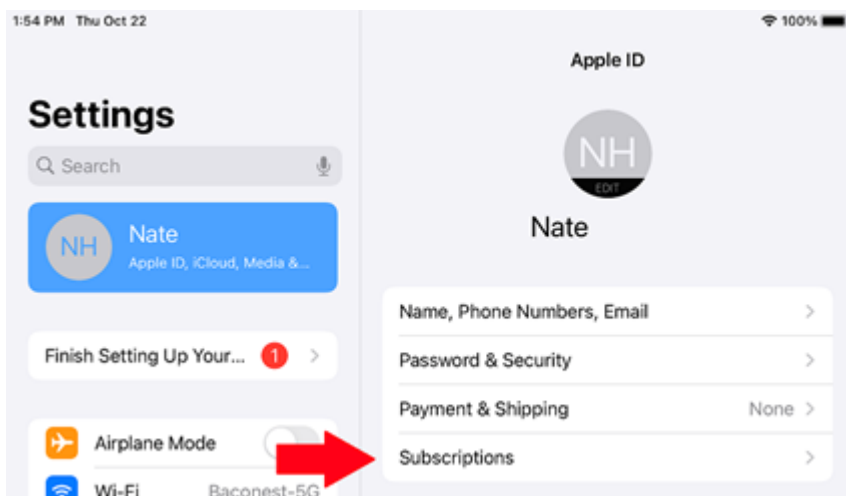 1:54 PM Thu Oct 22
100%
Settings
Search
NH
Nate
Apple ID, iCloud, Media &...
Finish Setting Up Your... 1
Airplane Mode
Wi-Fi Baconest-5G
Apple ID
NH
EDIT
Nate
Name, Phone Numbers, Email
Password & Security
Payment & Shipping None
Subscriptions